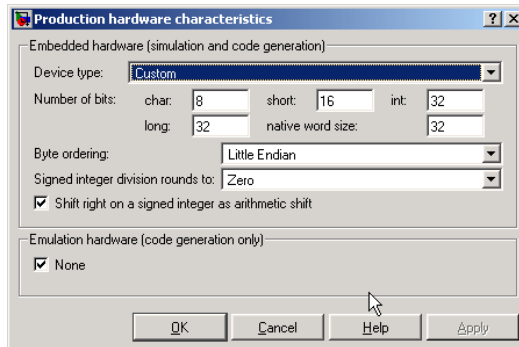 Production hardware characteristics
Embedded hardware (simulation and code generation)
Device type: Custom
Number of bits: char: 8 short: 16 int: 32
long: 32 native word size: 32
Byte ordering: Little Endian
Signed integer division rounds to: Zero
Shift right on a signed integer as arithmetic shift
Emulation hardware (code generation only)
None
OK Cancel Help Apply